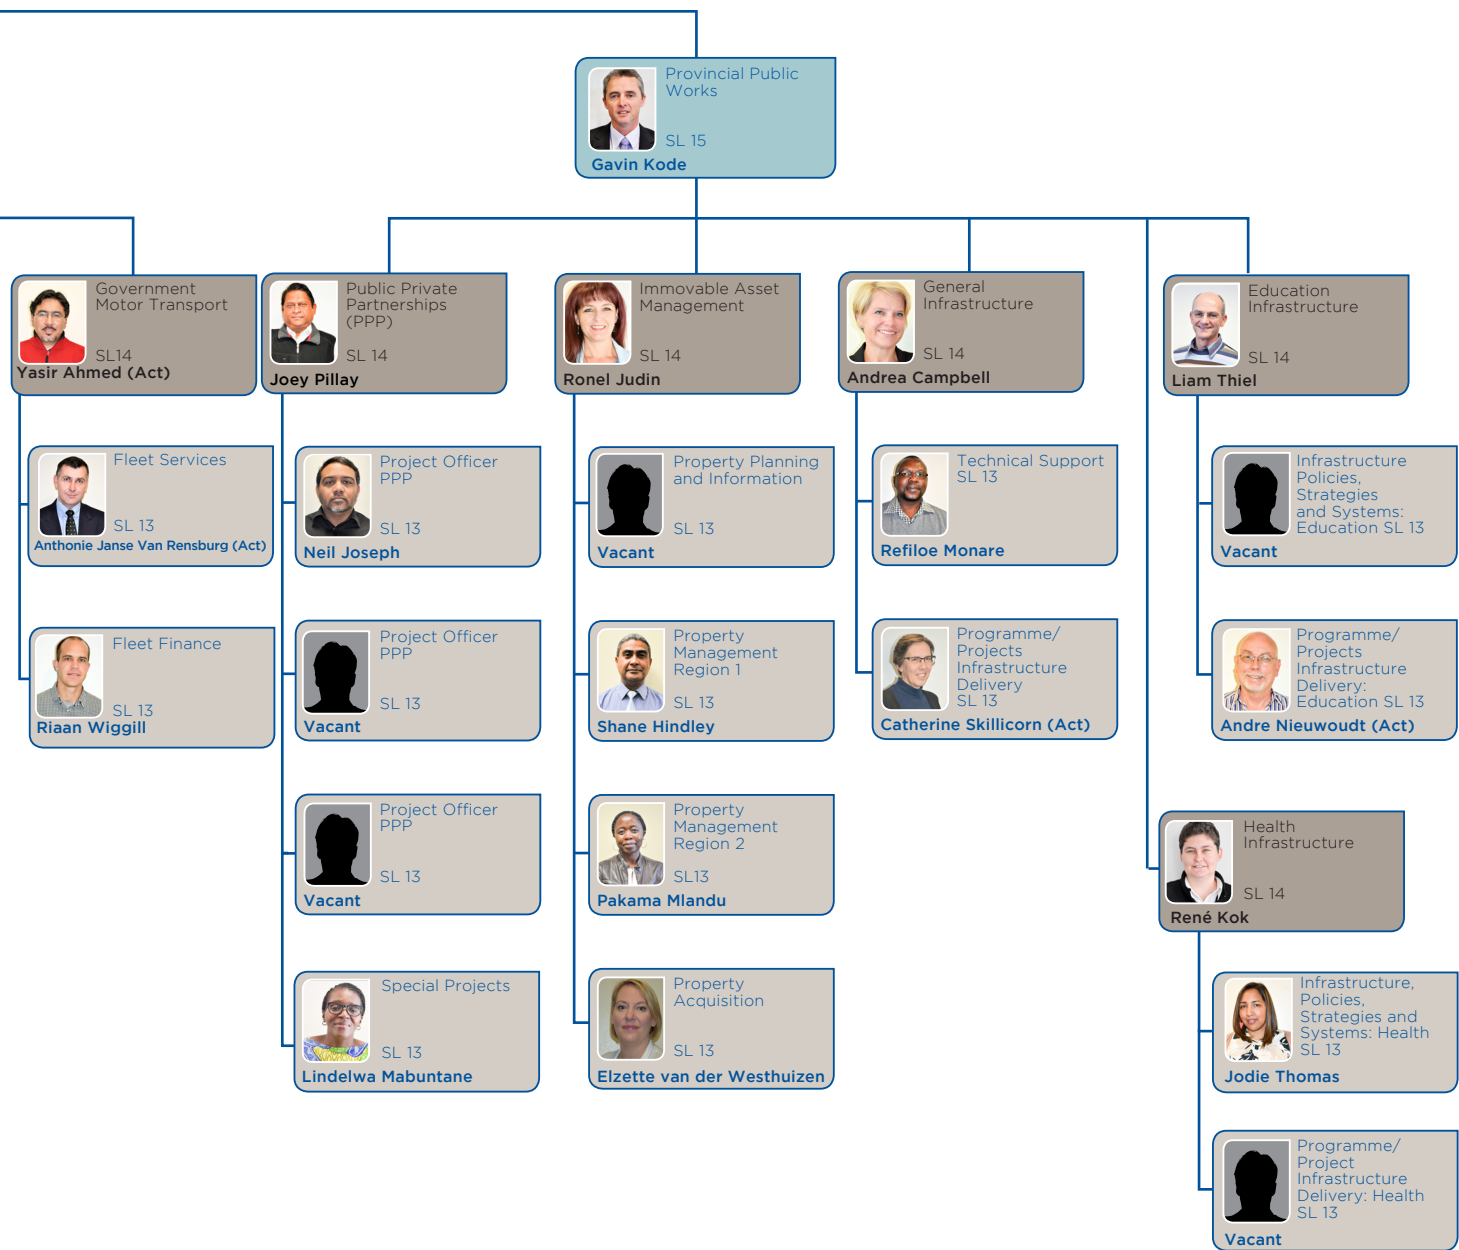 Provincial Public
Works
SL 15
Gavin Kode
Government
Motor Transport
SL14
Yasir Ahmed (Act)
Fleet Services
SL 13
Anthonie Janse Van Rensburg (Act)
Fleet Finance
SL 13
Riaan Wiggill
Public Private
Partnerships
(PPP)
SL 14
Joey Pillay
Project Officer
PPP
SL 13
Neil Joseph
Project Officer
PPP
SL 13
Vacant
Project Officer
PPP
SL 13
Vacant
Special Projects
SL 13
Lindelwa Mabuntane
Immovable Asset
Management
SL 14
Ronel Judin
Property Planning
and Information
SL 13
Vacant
Property
Management
Region 1
SL 13
Shane Hindley
Property
Management
Region 2
SL13
Pakama Mlandu
Property
Acquisition
SL 13
Elzette van der Westhuizen
General
Infrastructure
SL 14
Andrea Campbell
Technical Support
SL 13
Refiloe Monare
Programme/
Projects
Infrastructure
Delivery
SL 13
Catherine Skillicorn (Act)
Education
Infrastructure
SL 14
Liam Thiel
Infrastructure
Policies,
Strategies
and Systems:
Education SL 13
Vacant
Programme/
Projects
Infrastructure
Delivery:
Education SL 13
Andre Nieuwoudt (Act)
Health
Infrastructure
SL 14
René Kok
Infrastructure,
Policies,
Strategies and
Systems: Health
SL 13
Jodie Thomas
Programme/
Project
Infrastructure
Delivery: Health
SL 13
Vacant